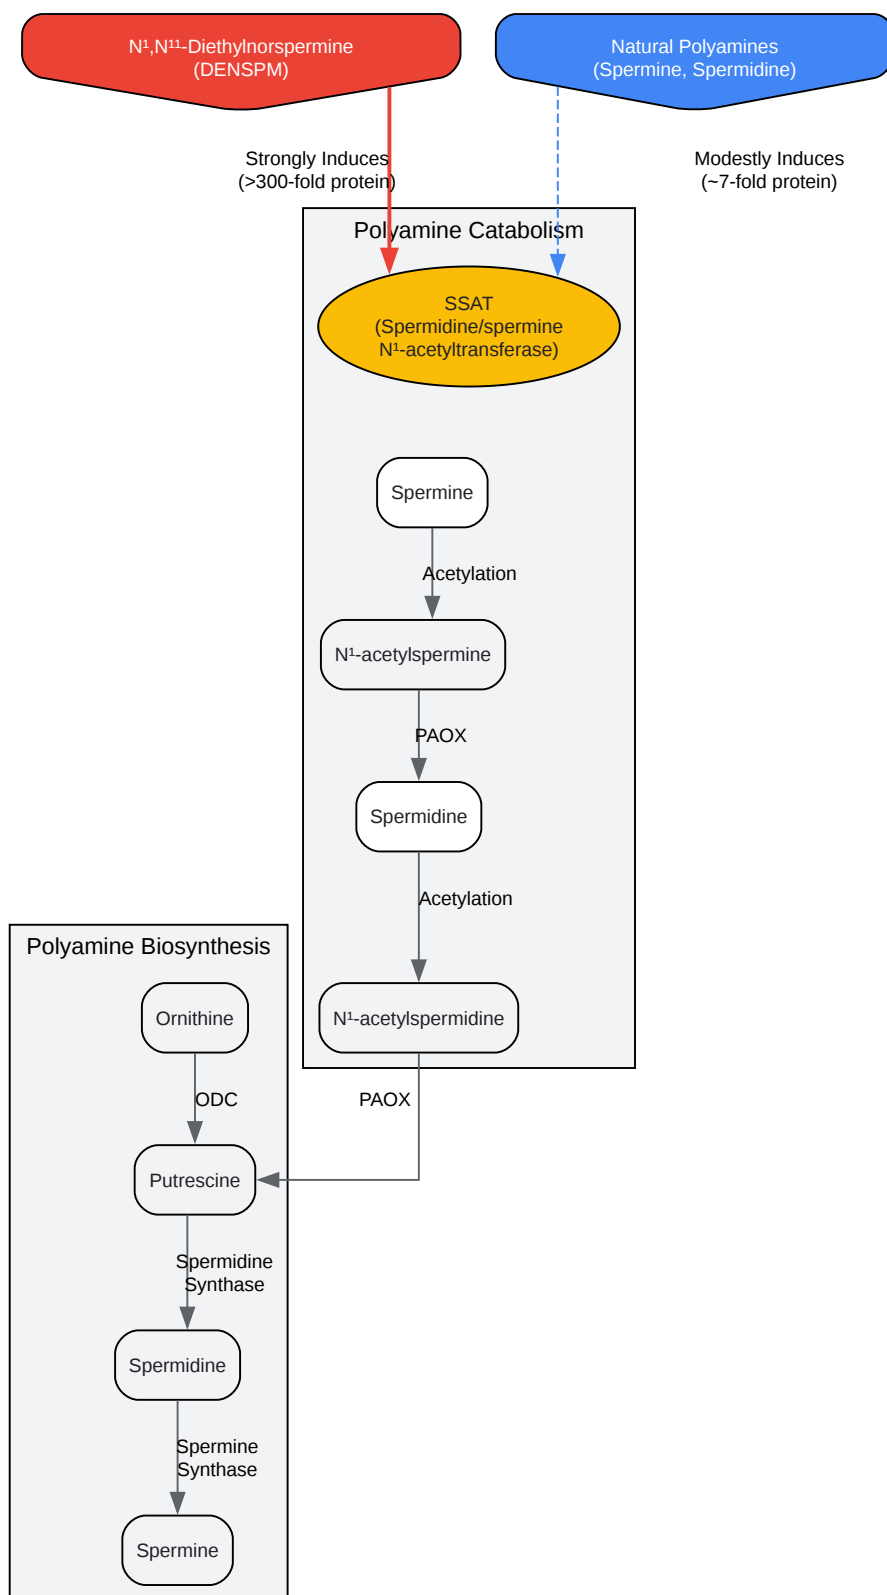 N¹,N¹¹-Diethylnorspermine
(DENSPM)
Natural Polyamines
(Spermine, Spermidine)
Strongly Induces
(>300-fold protein)
Modestly Induces
(~7-fold protein)
Polyamine Catabolism
SSAT
(Spermidine/spermine
N¹-acetyltransferase)
Spermine
Acetylation
N¹-acetylspermine
PAOX
Spermidine
Acetylation
N¹-acetylspermidine
PAOX
Polyamine Biosynthesis
Ornithine
ODC
Putrescine
Spermidine
Synthase
Spermidine
Spermine
Synthase
Spermine